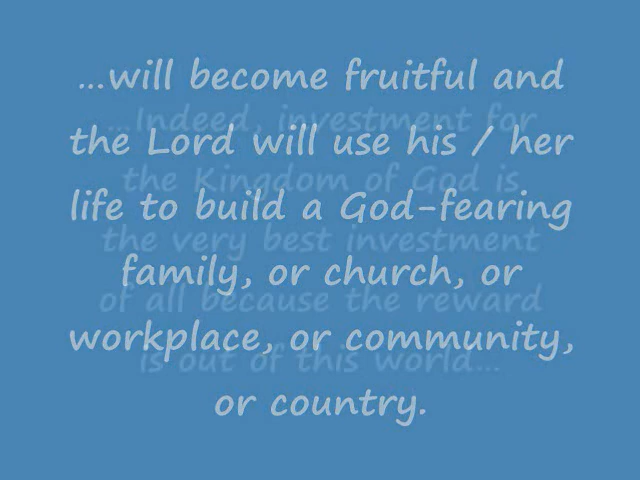 ...will become fruitful and
the Lord will use his / her
life to build a God-fearing
family, or church, or
workplace, or community,
or country.
...Indeed, investment for
the Kingdom of God is
the very best investment
of all because the reward
is out of this world...